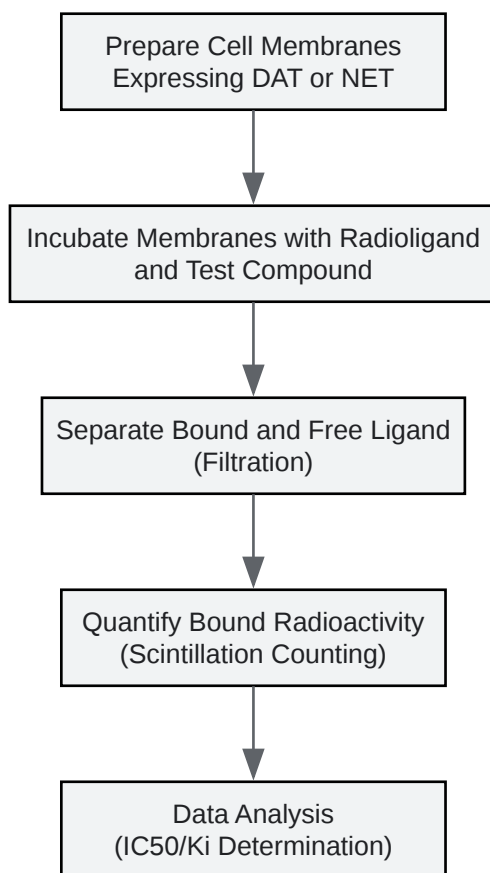 Prepare Cell Membranes
Expressing DAT or NET
Incubate Membranes with Radioligand
and Test Compound
Separate Bound and Free Ligand
(Filtration)
Quantify Bound Radioactivity
(Scintillation Counting)
Data Analysis
(IC50/Ki Determination)